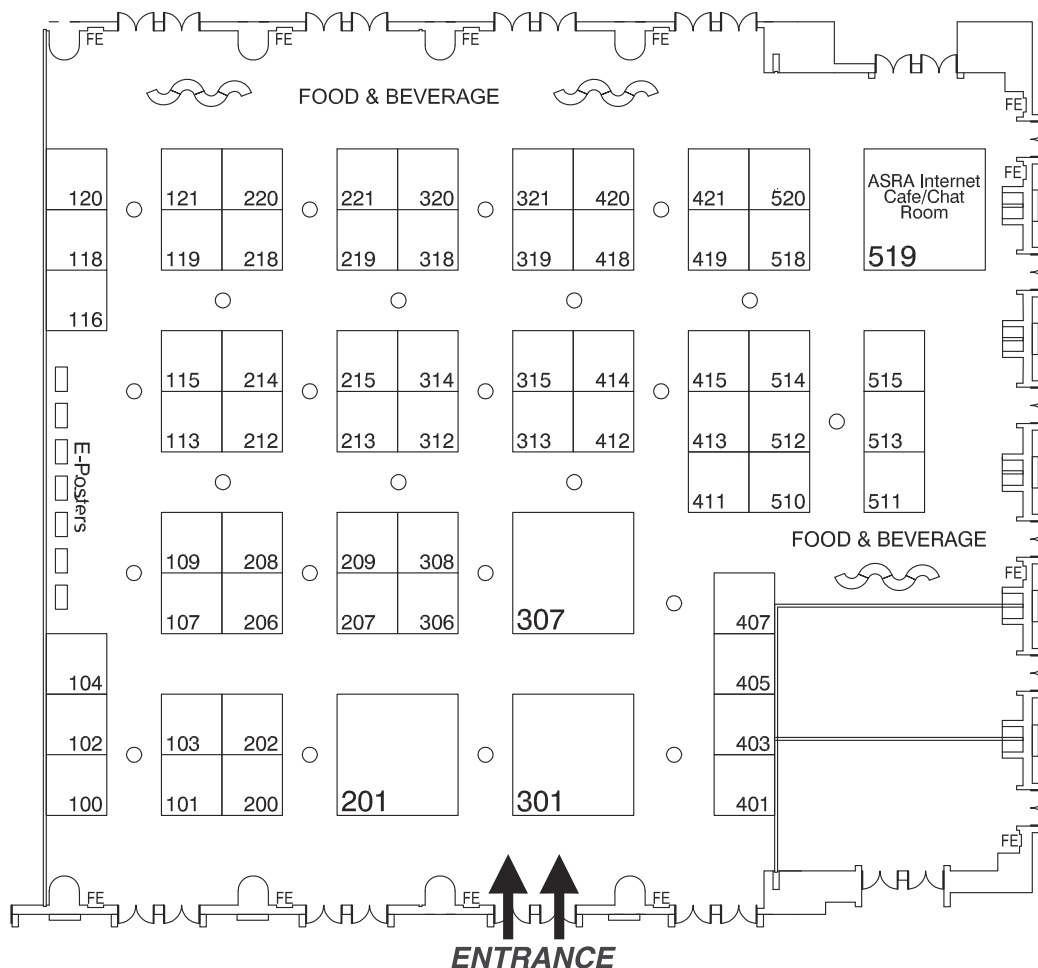 FE FE FE FE
FOOD & BEVERAGE
FE
120 121 220 221 320 321 420 421 520
ASRA Internet
Cafe/Chat
Room
FE
118 119 218 219 318 319 418 419 518 519
116
115 214 215 314 315 414 415 514 515
113 212 213 312 313 412 413 512 513
E-Posters
411 510 511
FOOD & BEVERAGE
109 208 209 308
FE
107 206 207 306 307 407
104 405
102 103 202 403
100 101 200 201 301 401
FE
FE FE FE FE FE
ENTRANCE